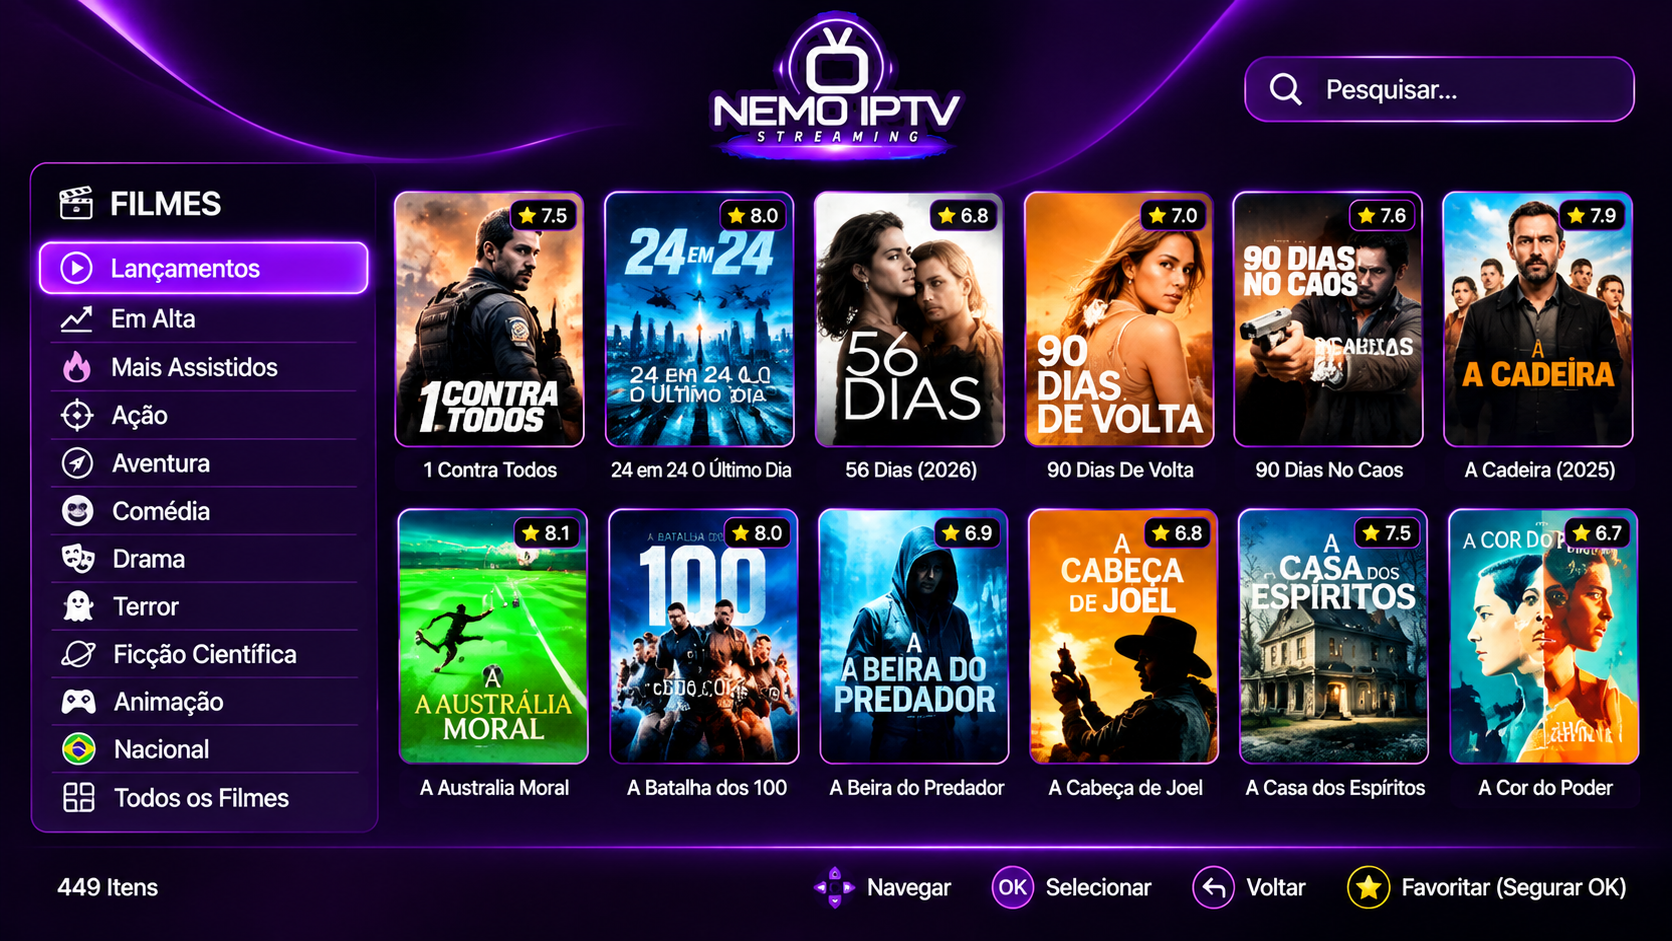 NEMO IPTV
STREAMING
Pesquisar...
FILMES
Lançamentos
Em Alta
Mais Assistidos
Ação
Aventura
Comédia
Drama
Terror
Ficção Científica
Animação
Nacional
Todos os Filmes
7.5
1 CONTRA
TODOS
1 Contra Todos
8.0
24 EM 24
24 EM 24
O ÚLTIMO DIA
24 em 24 O Último Dia
6.8
56
DIAS
56 Dias (2026)
7.0
90
DIAS
DE VOLTA
90 Dias De Volta
7.6
90 DIAS
NO CAOS
90 Dias No Caos
7.9
A
A CADEIRA
A Cadeira (2025)
8.1
A
A AUSTRÁLIA
MORAL
A Australia Moral
8.0
A BATALHA
100
A Batalha dos 100
6.9
A
A BEIRA DO
PREDADOR
A Beira do Predador
6.8
A
CABEÇA
DE JOEL
A Cabeça de Joel
7.5
A
CASA DOS
ESPÍRITOS
A Casa dos Espíritos
6.7
A COR DO
A Cor do Poder
449 Itens
Navegar
OK
Selecionar
Voltar
Favoritar (Segurar OK)